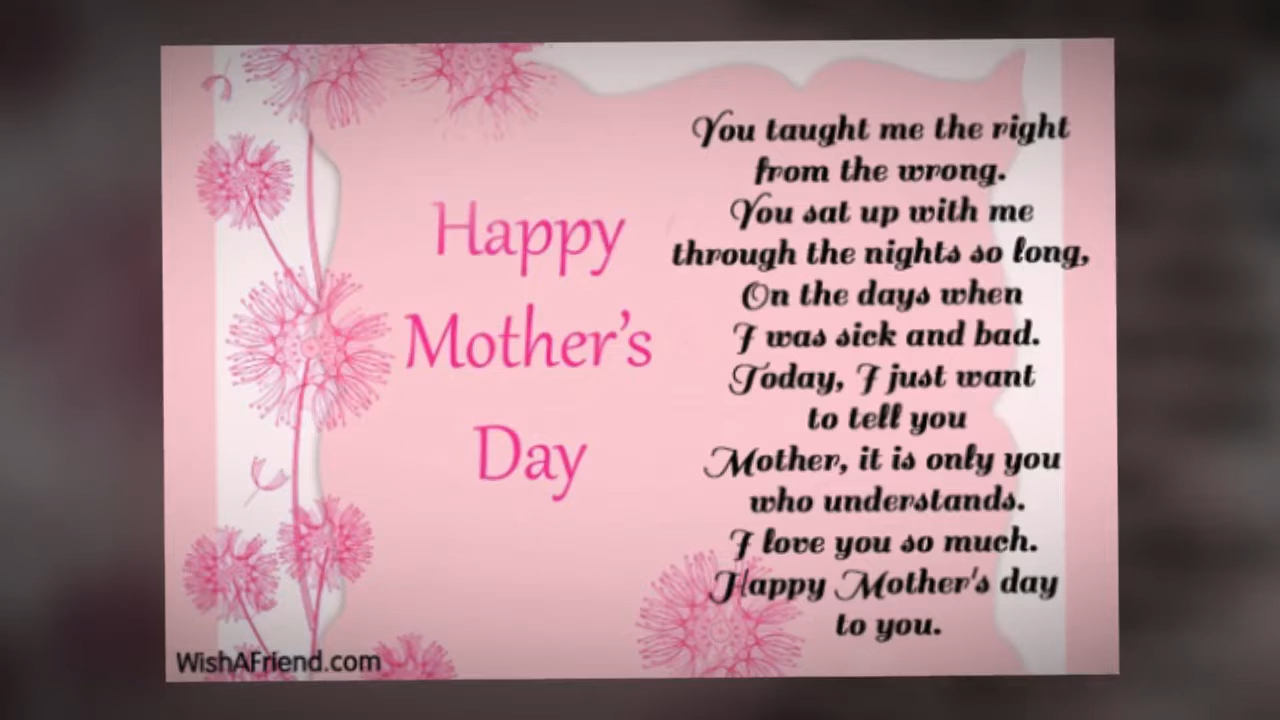 Happy
Mother's
Day
You taught me the right
from the wrong.
You sat up with me
through the nights so long,
On the days when
I was sick and bad.
Today, I just want
to tell you
Mother, it is only you
who understands.
I love you so much.
Happy Mother's day
to you.
WishAFriend.com